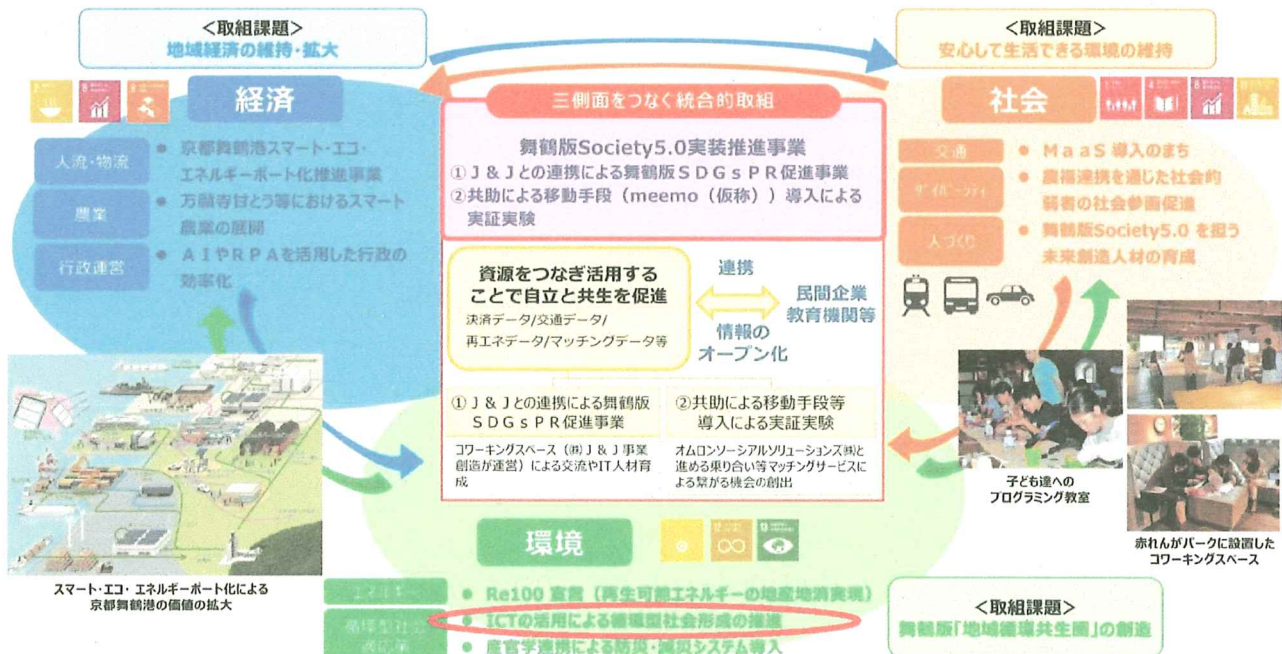 <取組課題>
地域経済の維持・拡大
<取組課題>
安心して生活できる環境の維持
経済
三側面をつなぐ統合的取組
社会
人流・物流
● 京都舞鶴港スマート・エコ・
エネルギーポート化推進事業
農業
● 万願寺甘とう等におけるスマート
農業の展開
行政運営
● AIやRPAを活用した行政の
効率化
舞鶴版Society5.0実装推進事業
①J&Jとの連携による舞鶴版SDGsPR促進事業
②共助による移動手段(meemo(仮称))導入による
実証実験
資源をつなぎ活用する
ことで自立と共生を促進
決済データ/交通データ/
再エネデータ/マッチングデータ等
連携
情報の
オープン化
民間企業
教育機関等
①J&Jとの連携による舞鶴版
SDGsPR促進事業
コワーキングスペース(㈱J&J事業
創造が運営)による交流やIT人材育
成
②共助による移動手段等
導入による実証実験
オムロンソーシアルソリューションズ㈱と
進める乗り合い等マッチングサービスに
よる繋がる機会の創出
交通
● MaaS導入のまち
ダイバーシティ
● 農福連携を通じた社会的
弱者の社会参画促進
人づくり
● 舞鶴版Society5.0を担う
未来創造人材の育成
子ども達への
プログラミング教室
赤れんがパークに設置した
コワーキングスペース
スマート・エコ・エネルギーポート化による
京都舞鶴港の価値の拡大
環境
エネルギー
● Re100宣言(再生可能エネルギーの地産地消実現)
循環型社会
● ICTの活用による循環型社会形成の推進
● 産官学連携による防災・減災システム導入
<取組課題>
舞鶴版「地域循環共生圏」の創造